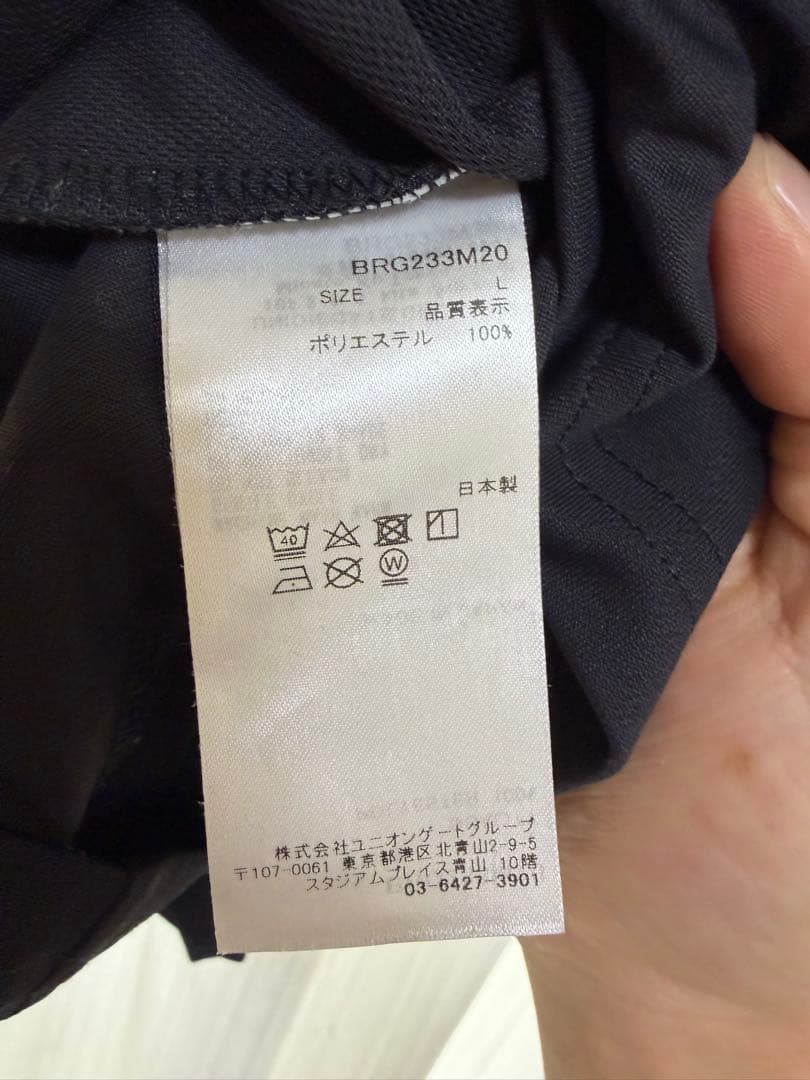 BRG233M20
SIZE L
品質表示
ポリエステル 100%
日本製
40
W
株式会社ユニオンゲートグループ
〒107-0061 東京都港区北青山2-9-5
スタジアムプレイス青山 10階
03-6427-3901